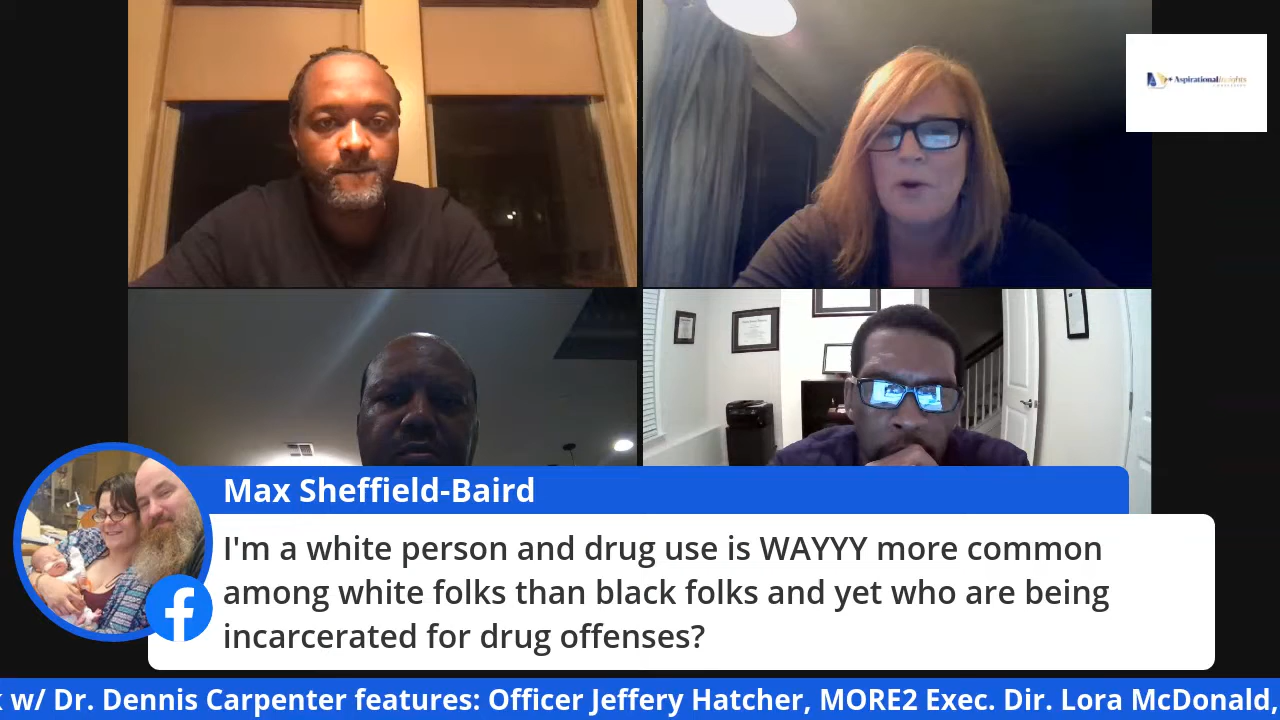 AspirationalInsights
Max Sheffield-Baird
I'm a white person and drug use is WAYYY more common
among white folks than black folks and yet who are being
incarcerated for drug offenses?
w/ Dr. Dennis Carpenter features: Officer Jeffery Hatcher, MORE2 Exec. Dir. Lora McDonald,